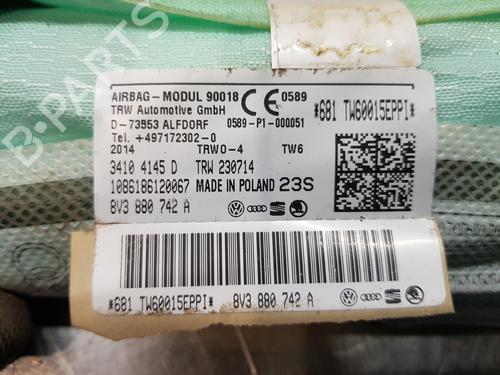 AIRBAG - MODUL 90018 CE 0589
TRW Automotive GmbH
D-73553 ALFDORF 0589-P1-000051
Tel. +497172302-0
2014 TRW0-4 TW6
3410 4145 D TRW 230714
1086186120067 MADE IN POLAND 23S
8V3 880 742 A
*681 TW60015EPPI*
*681 TW60015EPPI* 8V3 880 742 A
B-PARTS